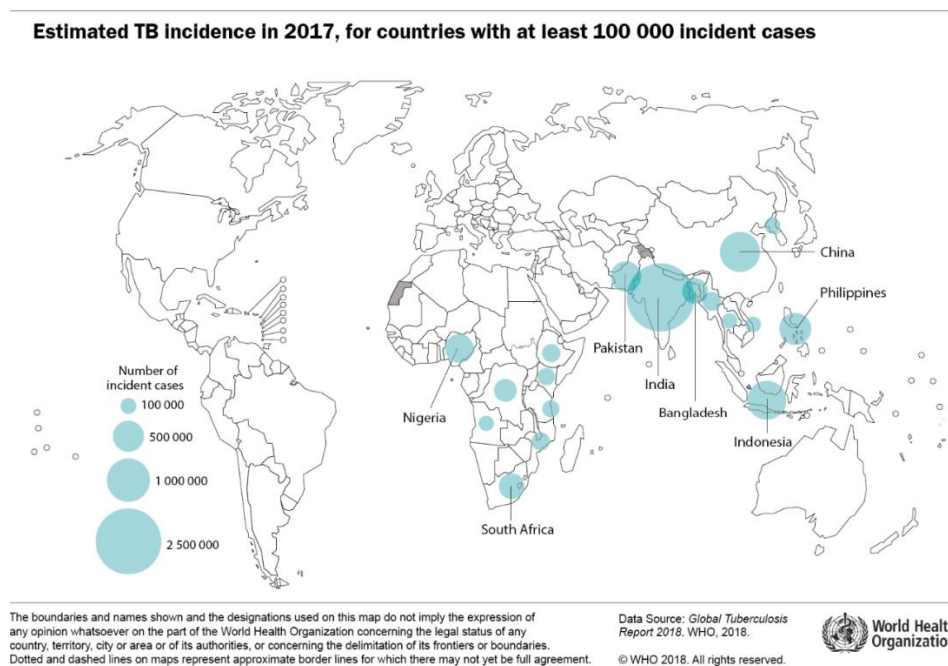 Estimated TB incidence in 2017, for countries with at least 100 000 incident cases
China
Philippines
Pakistan
India
Bangladesh
Nigeria
Indonesia
South Africa
Number of
incident cases
100 000
500 000
1 000 000
2 500 000
The boundaries and names shown and the designations used on this map do not imply the expression of
any opinion whatsoever on the part of the World Health Organization concerning the legal status of any
country, territory, city or area or of its authorities, or concerning the delimitation of its frontiers or boundaries.
Dotted and dashed lines on maps represent approximate border lines for which there may not yet be full agreement.
Data Source: Global Tuberculosis
Report 2018. WHO, 2018.
© WHO 2018. All rights reserved.
World Healt
Organizatio